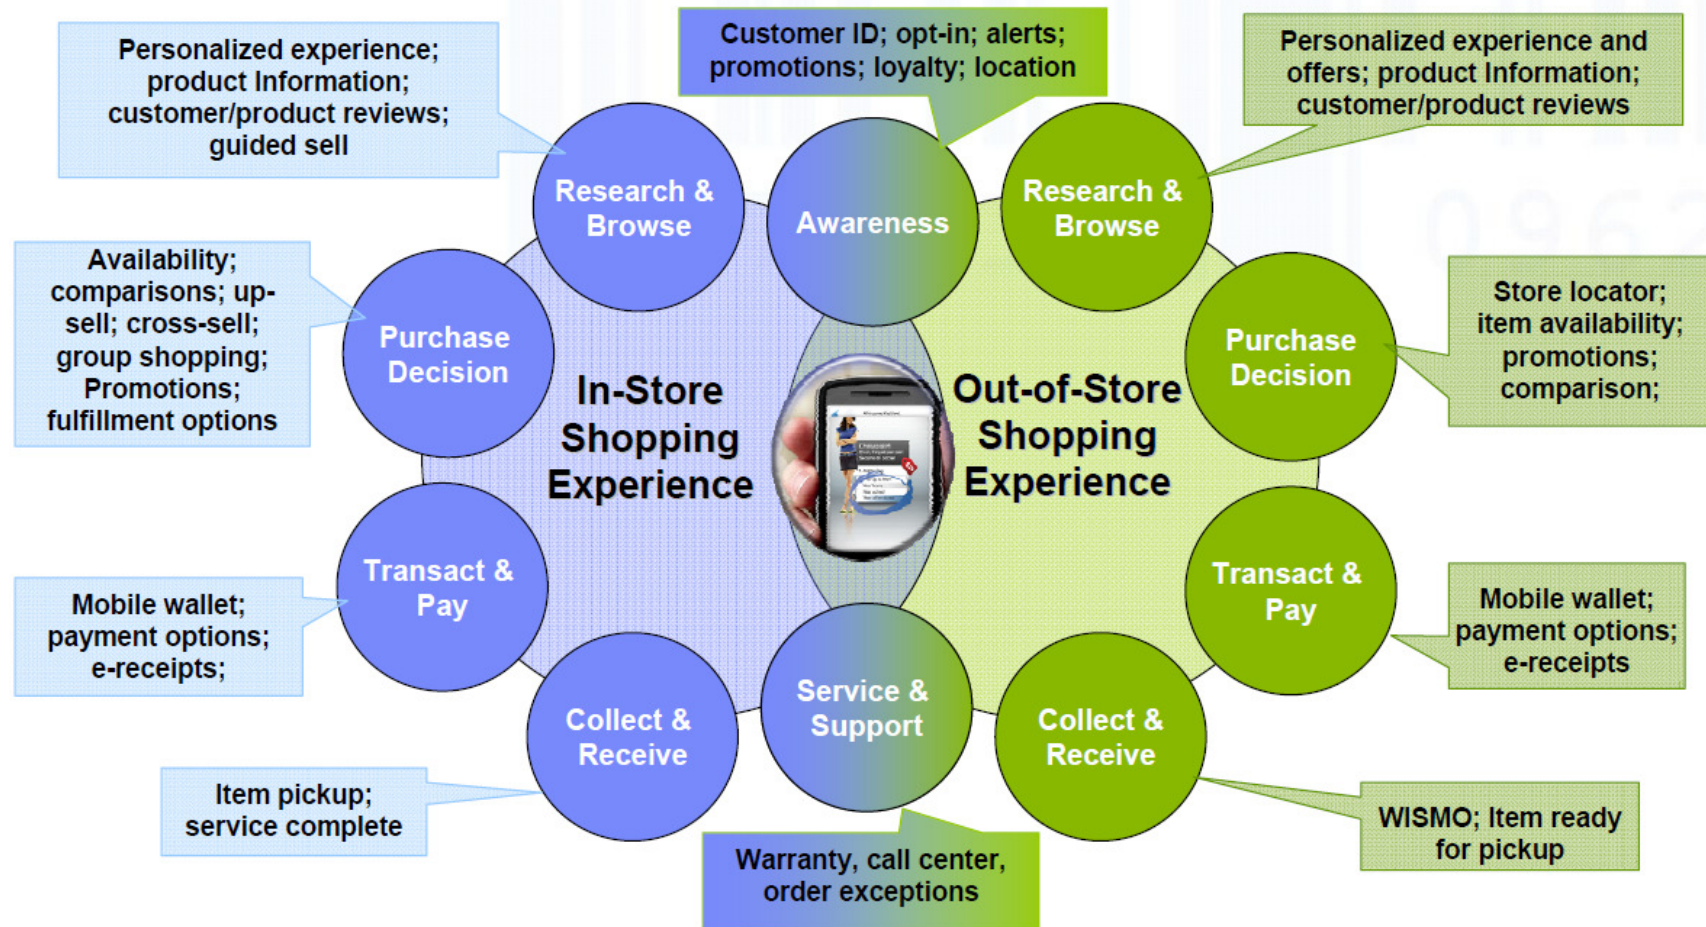 Customer ID; opt-in; alerts;
promotions; loyalty; location
Personalized experience;
product Information;
customer/product reviews;
guided sell
Personalized experience and
offers; product Information;
customer/product reviews
Research &
Browse
Awareness
Research &
Browse
0962
Availability;
comparisons; up-
sell; cross-sell;
group shopping;
Promotions;
fulfillment options
Purchase
Decision
In-Store
Shopping
Experience
Out-of-Store
Shopping
Experience
Purchase
Decision
Store locator;
item availability;
promotions;
comparison;
Mobile wallet;
payment options;
e-receipts;
Transact &
Pay
Transact &
Pay
Mobile wallet;
payment options;
e-receipts
Collect &
Receive
Service &
Support
Collect &
Receive
Item pickup;
service complete
Warranty, call center,
order exceptions
WISMO; Item ready
for pickup